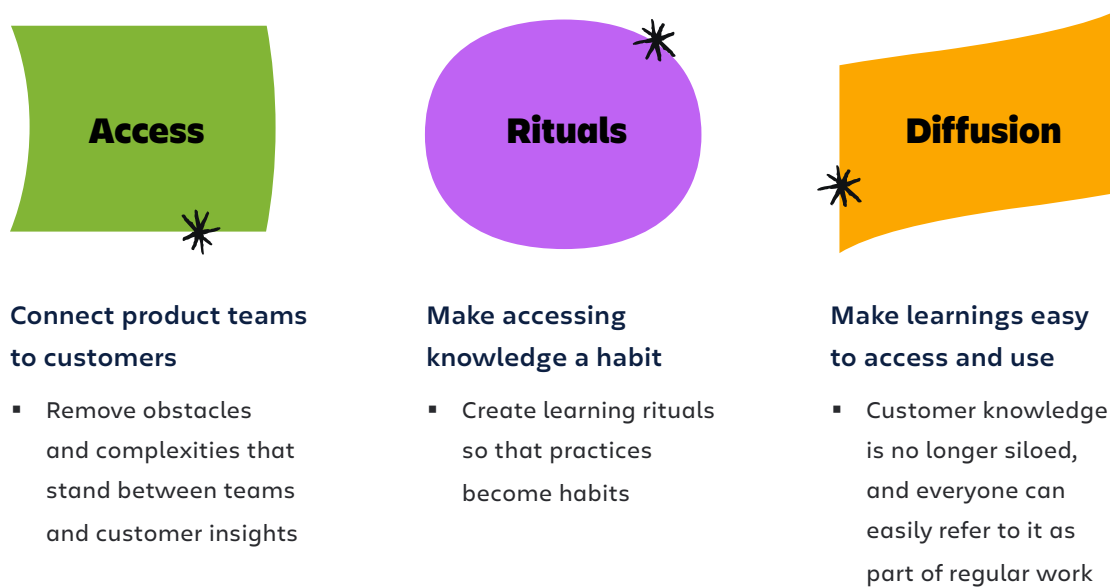 Access
Connect product teams
to customers
▪ Remove obstacles
and complexities that
stand between teams
and customer insights
Rituals
Make accessing
knowledge a habit
▪ Create learning rituals
so that practices
become habits
Diffusion
Make learnings easy
to access and use
▪ Customer knowledge
is no longer siloed,
and everyone can
easily refer to it as
part of regular work